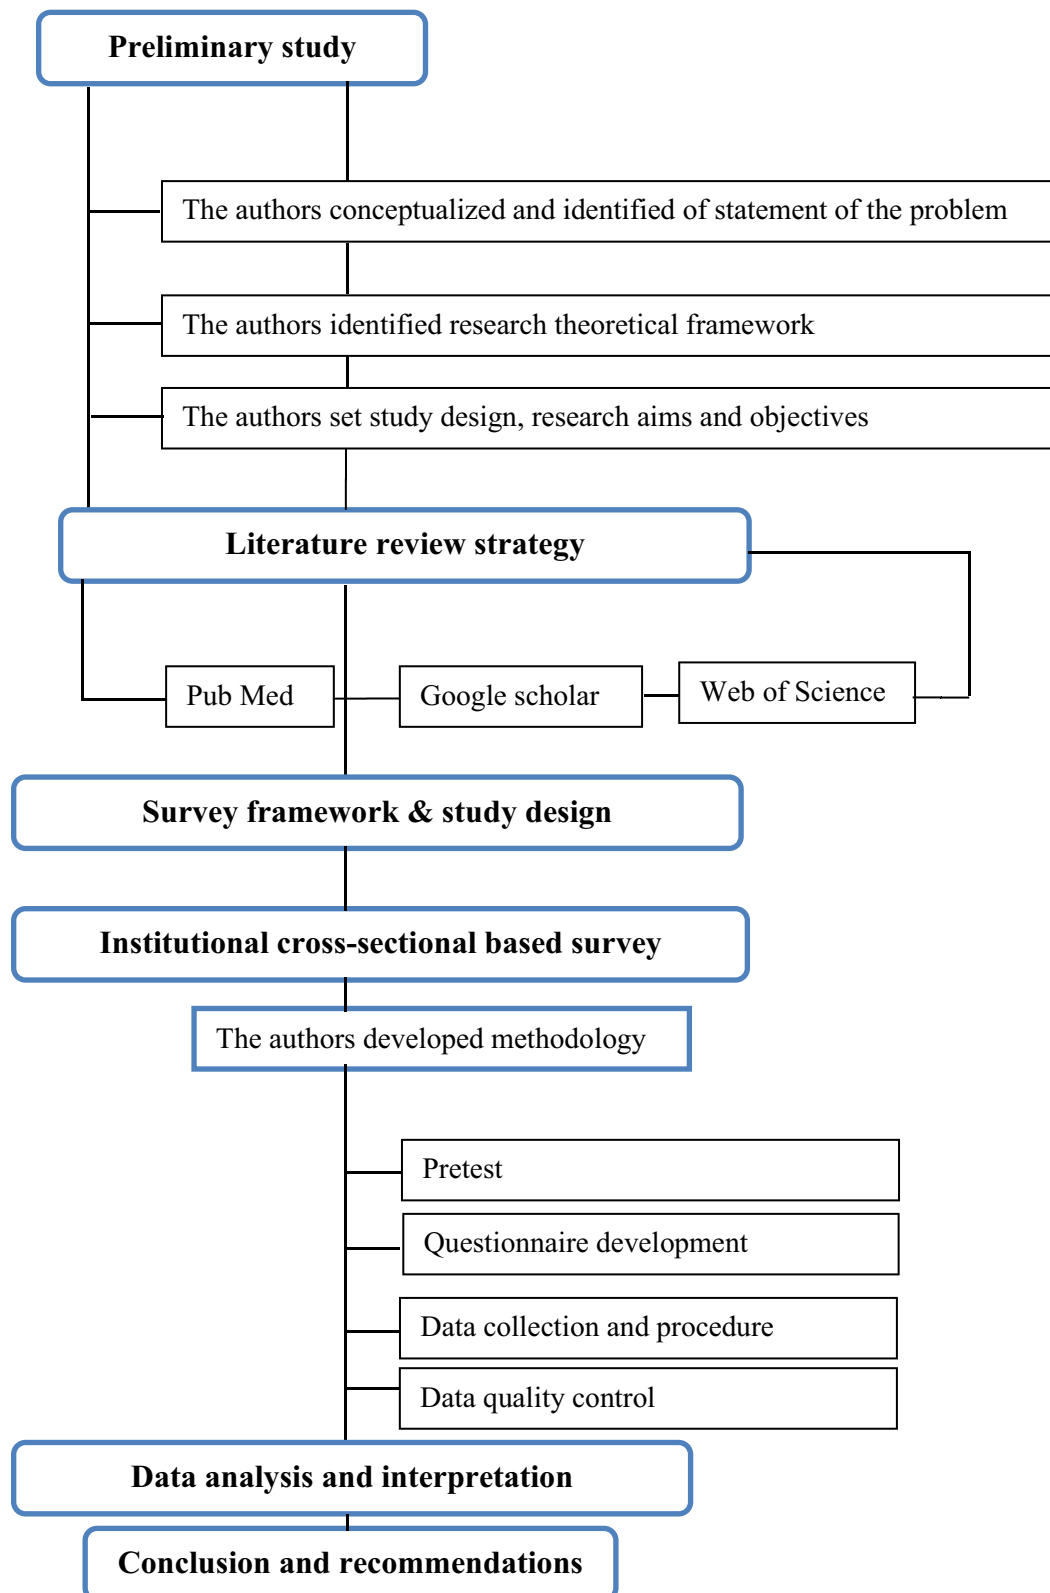 Preliminary study
The authors conceptualized and identified of statement of the problem
The authors identified research theoretical framework
The authors set study design, research aims and objectives
Literature review strategy
Pub Med
Google scholar
Web of Science
Survey framework & study design
Institutional cross-sectional based survey
The authors developed methodology
Pretest
Questionnaire development
Data collection and procedure
Data quality control
Data analysis and interpretation
Conclusion and recommendations